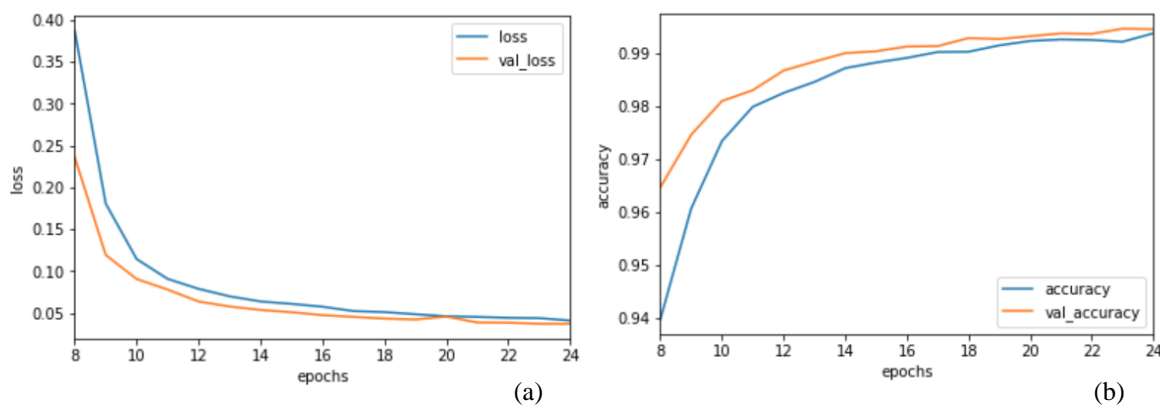 0.40
0.35
0.30
0.25
0.20
0.15
0.10
0.05
loss
loss
val_loss
8 10 12 14 16 18 20 22 24
epochs
(a)
0.99
0.98
0.97
0.96
0.95
0.94
accuracy
accuracy
val_accuracy
8 10 12 14 16 18 20 22 24
epochs
(b)